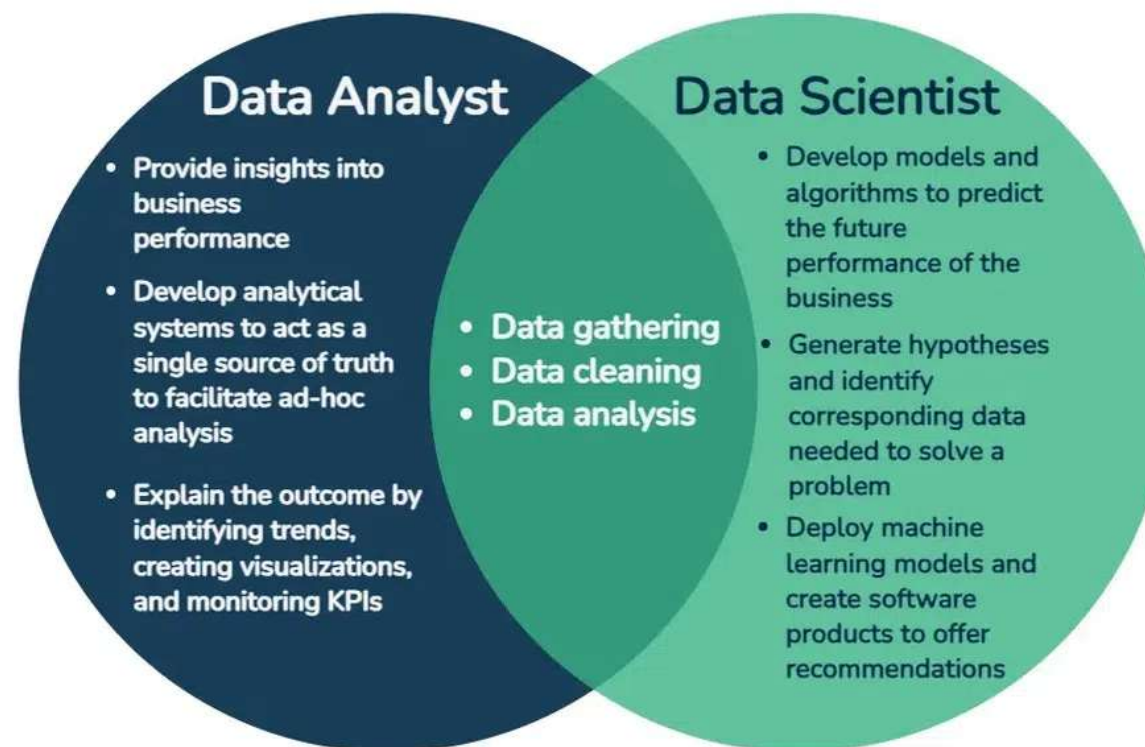 Data Analyst
• Provide insights into
business
performance
• Develop analytical
systems to act as a
single source of truth
to facilitate ad-hoc
analysis
• Explain the outcome by
identifying trends,
creating visualizations,
and monitoring KPIs
• Data gathering
• Data cleaning
• Data analysis
Data Scientist
• Develop models and
algorithms to predict
the future
performance of the
business
• Generate hypotheses
and identify
corresponding data
needed to solve a
problem
• Deploy machine
learning models and
create software
products to offer
recommendations